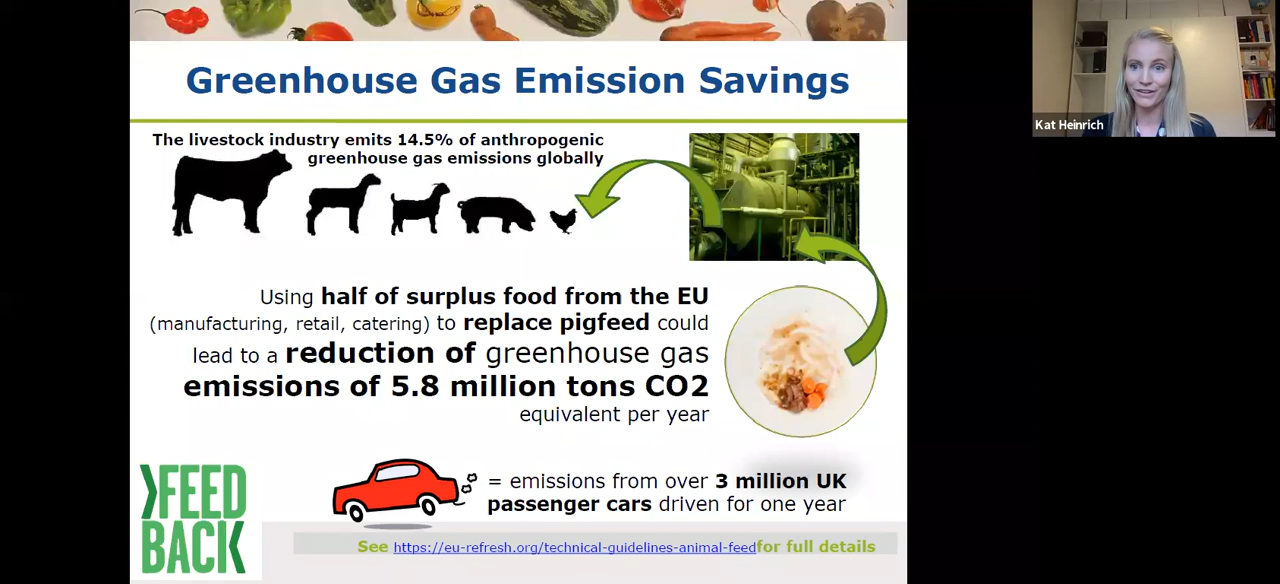 Greenhouse Gas Emission Savings
The livestock industry emits 14.5% of anthropogenic
greenhouse gas emissions globally
Using half of surplus food from the EU
(manufacturing, retail, catering) to replace pigfeed could
lead to a reduction of greenhouse gas
emissions of 5.8 million tons CO2
equivalent per year
= emissions from over 3 million UK
passenger cars driven for one year
FEED
BACK
See https://eu-refresh.org/technical-guidelines-animal-feedfor full details
Kat Heinrich